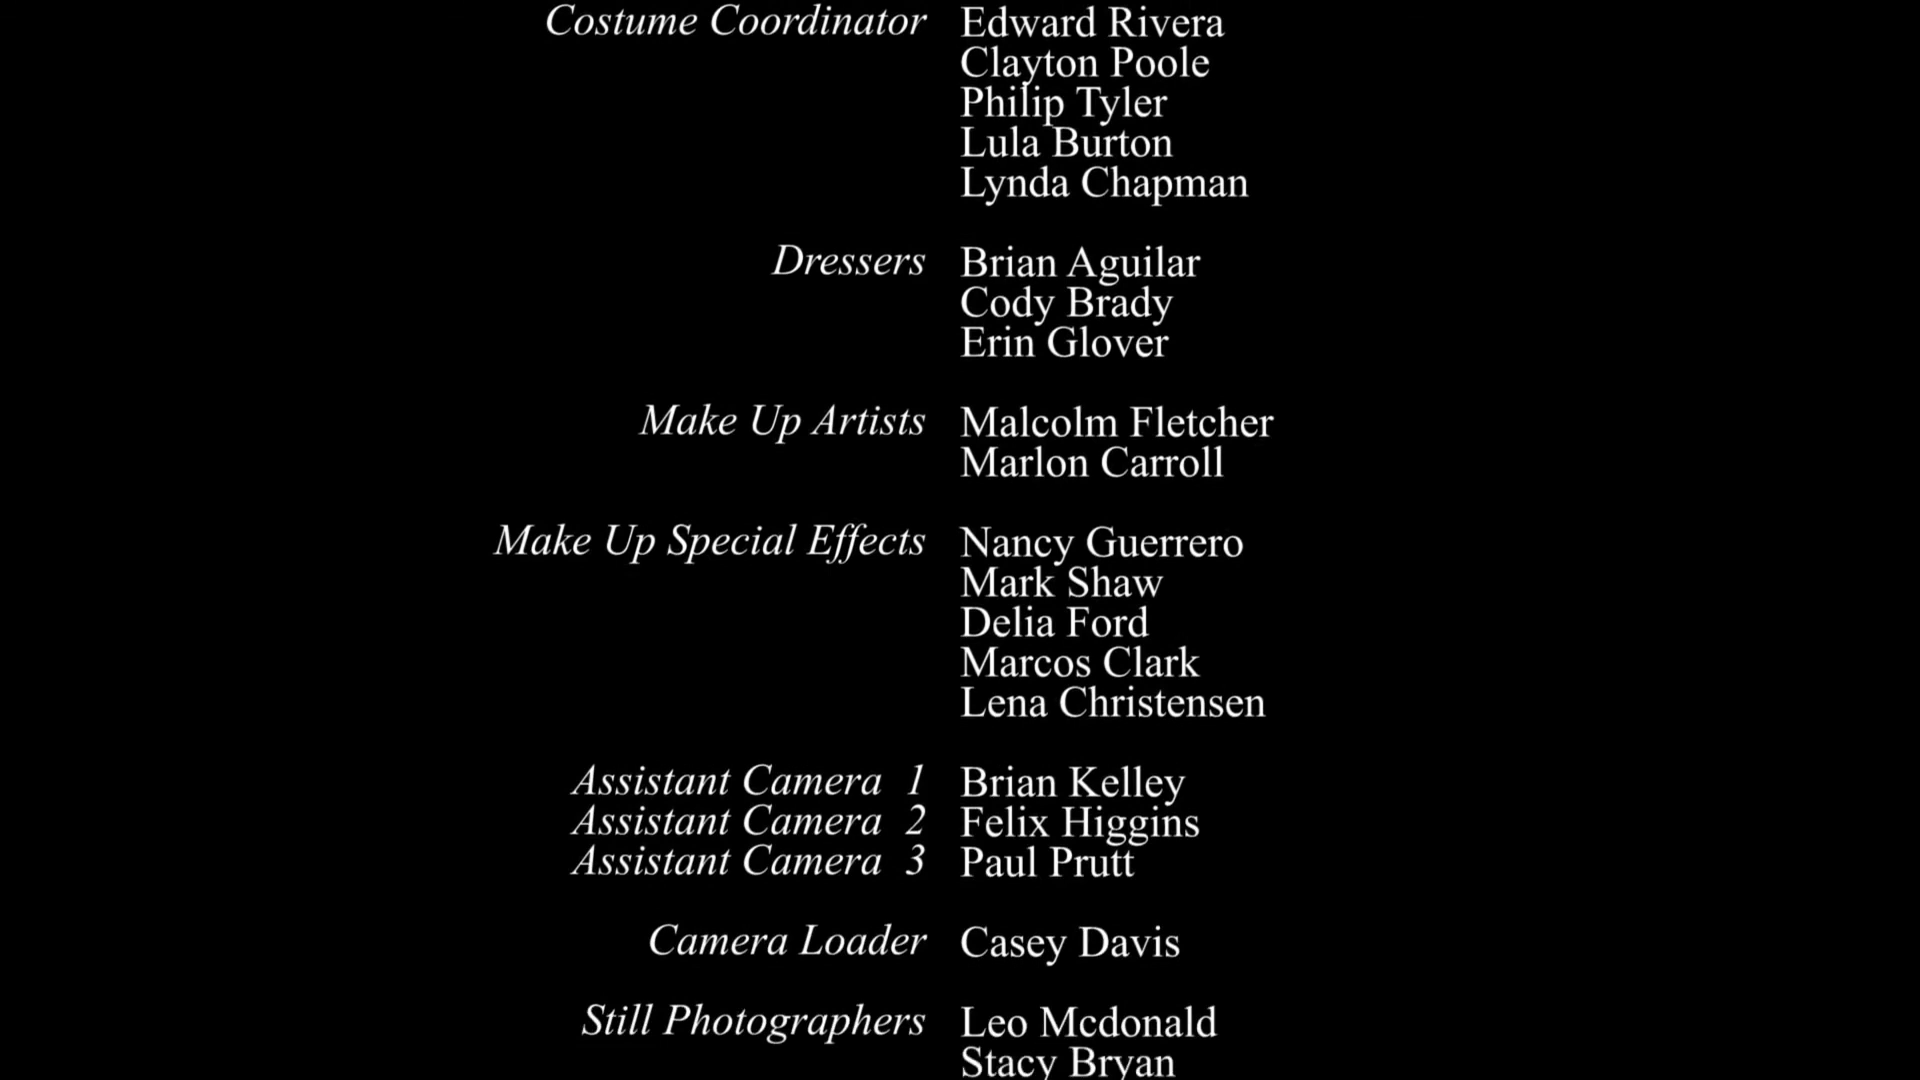 Costume Coordinator Edward Rivera
Clayton Poole
Philip Tyler
Lula Burton
Lynda Chapman
Dressers Brian Aguilar
Cody Brady
Erin Glover
Make Up Artists Malcolm Fletcher
Marlon Carroll
Make Up Special Effects Nancy Guerrero
Mark Shaw
Delia Ford
Marcos Clark
Lena Christensen
Assistant Camera 1 Brian Kelley
Assistant Camera 2 Felix Higgins
Assistant Camera 3 Paul Prutt
Camera Loader Casey Davis
Still Photographers Leo Mcdonald
Stacy Bryan